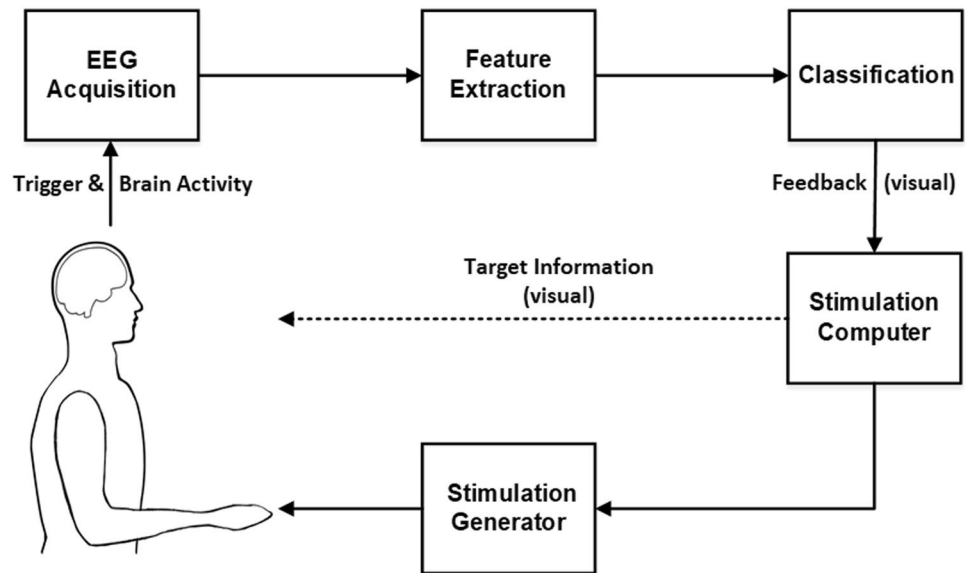 EEG
Acquisition
Feature
Extraction
Classification
Trigger & Brain Activity
Feedback (visual)
Target Information
(visual)
Stimulation
Computer
Stimulation
Generator